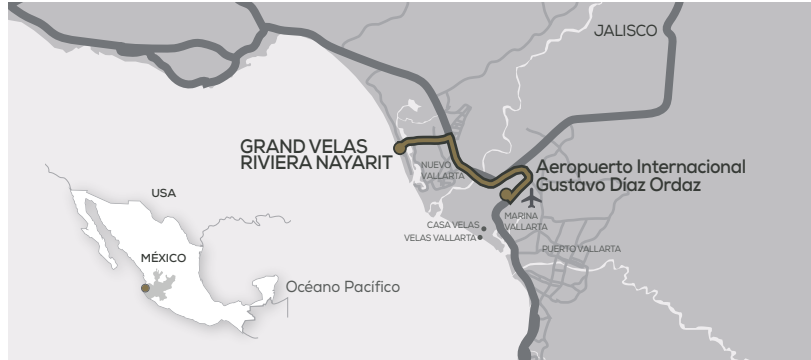 JALISCO
GRAND VELAS
RIVIERA NAYARIT
NUEVO
VALLARTA
Aeropuerto Internacional
Gustavo Díaz Ordaz
MARINA
VALLARTA
CASA VELAS
VELAS VALLARTA
PUERTO VALLARTA
USA
MÉXICO
Océano Pacífico